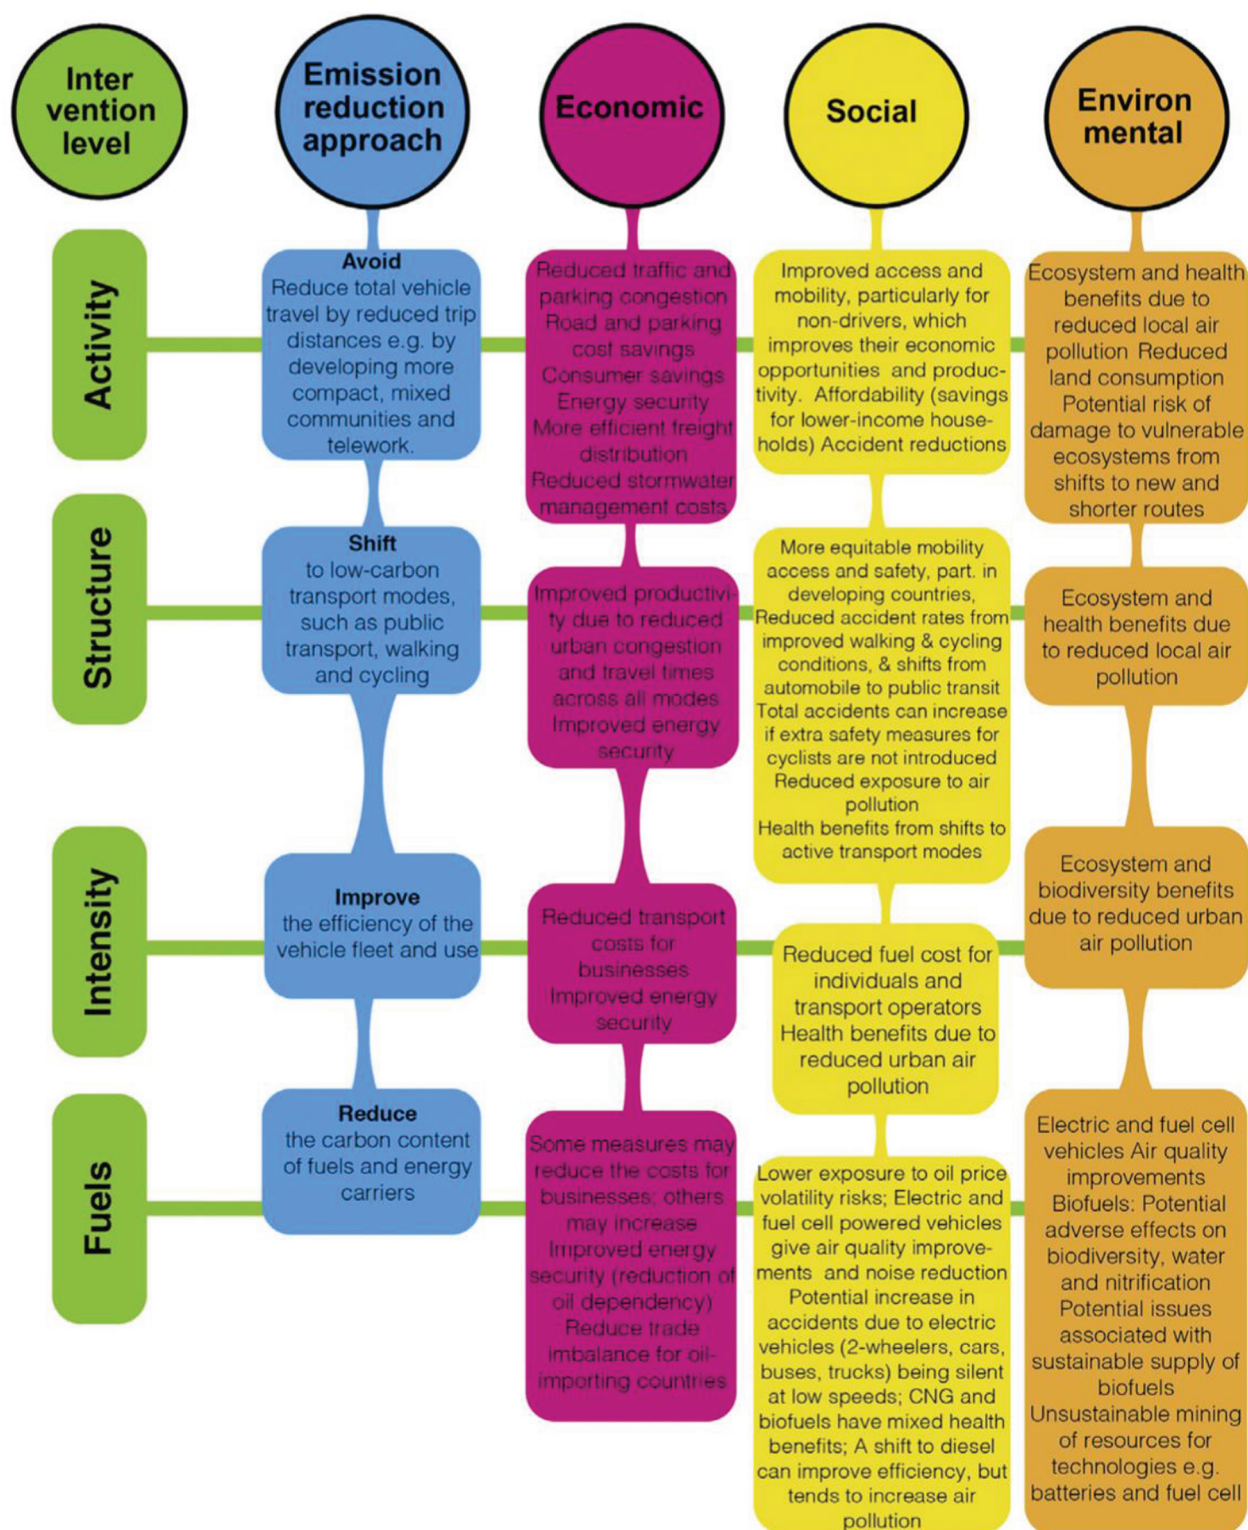 Inter
vention
level
Emission
reduction
approach
Economic
Social
Environ
mental
Activity
Avoid
Reduce total vehicle
travel by reduced trip
distances e.g. by
developing more
compact, mixed
communities and
telework.
Reduced traffic and
parking congestion
Road and parking
cost savings
Consumer savings
Energy security
More efficient freight
distribution
Reduced stormwater
management costs
Improved access and
mobility, particularly for
non-drivers, which
improves their economic
opportunities and produc-
tivity. Affordability (savings
for lower-income house-
holds) Accident reductions
Ecosystem and health
benefits due to
reduced local air
pollution Reduced
land consumption
Potential risk of
damage to vulnerable
ecosystems from
shifts to new and
shorter routes
Structure
Shift
to low-carbon
transport modes,
such as public
transport, walking
and cycling
Improved productivi-
ty due to reduced
urban congestion
and travel times
across all modes
Improved energy
security
More equitable mobility
access and safety, part. in
developing countries,
Reduced accident rates from
improved walking & cycling
conditions, & shifts from
automobile to public transit
Total accidents can increase
if extra safety measures for
cyclists are not introduced
Reduced exposure to air
pollution
Health benefits from shifts to
active transport modes
Ecosystem and
health benefits due
to reduced local air
pollution
Intensity
Improve
the efficiency of the
vehicle fleet and use
Reduced transport
costs for
businesses
Improved energy
security
Reduced fuel cost for
individuals and
transport operators
Health benefits due to
reduced urban air
pollution
Ecosystem and
biodiversity benefits
due to reduced urban
air pollution
Fuels
Reduce
the carbon content
of fuels and energy
carriers
Some measures may
reduce the costs for
businesses; others
may increase
Improved energy
security (reduction of
oil dependency)
Reduce trade
imbalance for oil-
importing countries
Lower exposure to oil price
volatility risks; Electric and
fuel cell powered vehicles
give air quality improve-
ments and noise reduction
Potential increase in
accidents due to electric
vehicles (2-wheelers, cars,
buses, trucks) being silent
at low speeds; CNG and
biofuels have mixed health
benefits; A shift to diesel
can improve efficiency, but
tends to increase air
pollution
Electric and fuel cell
vehicles Air quality
improvements
Biofuels: Potential
adverse effects on
biodiversity, water
and nitrification
Potential issues
associated with
sustainable supply of
biofuels
Unsustainable mining
of resources for
technologies e.g.
batteries and fuel cell